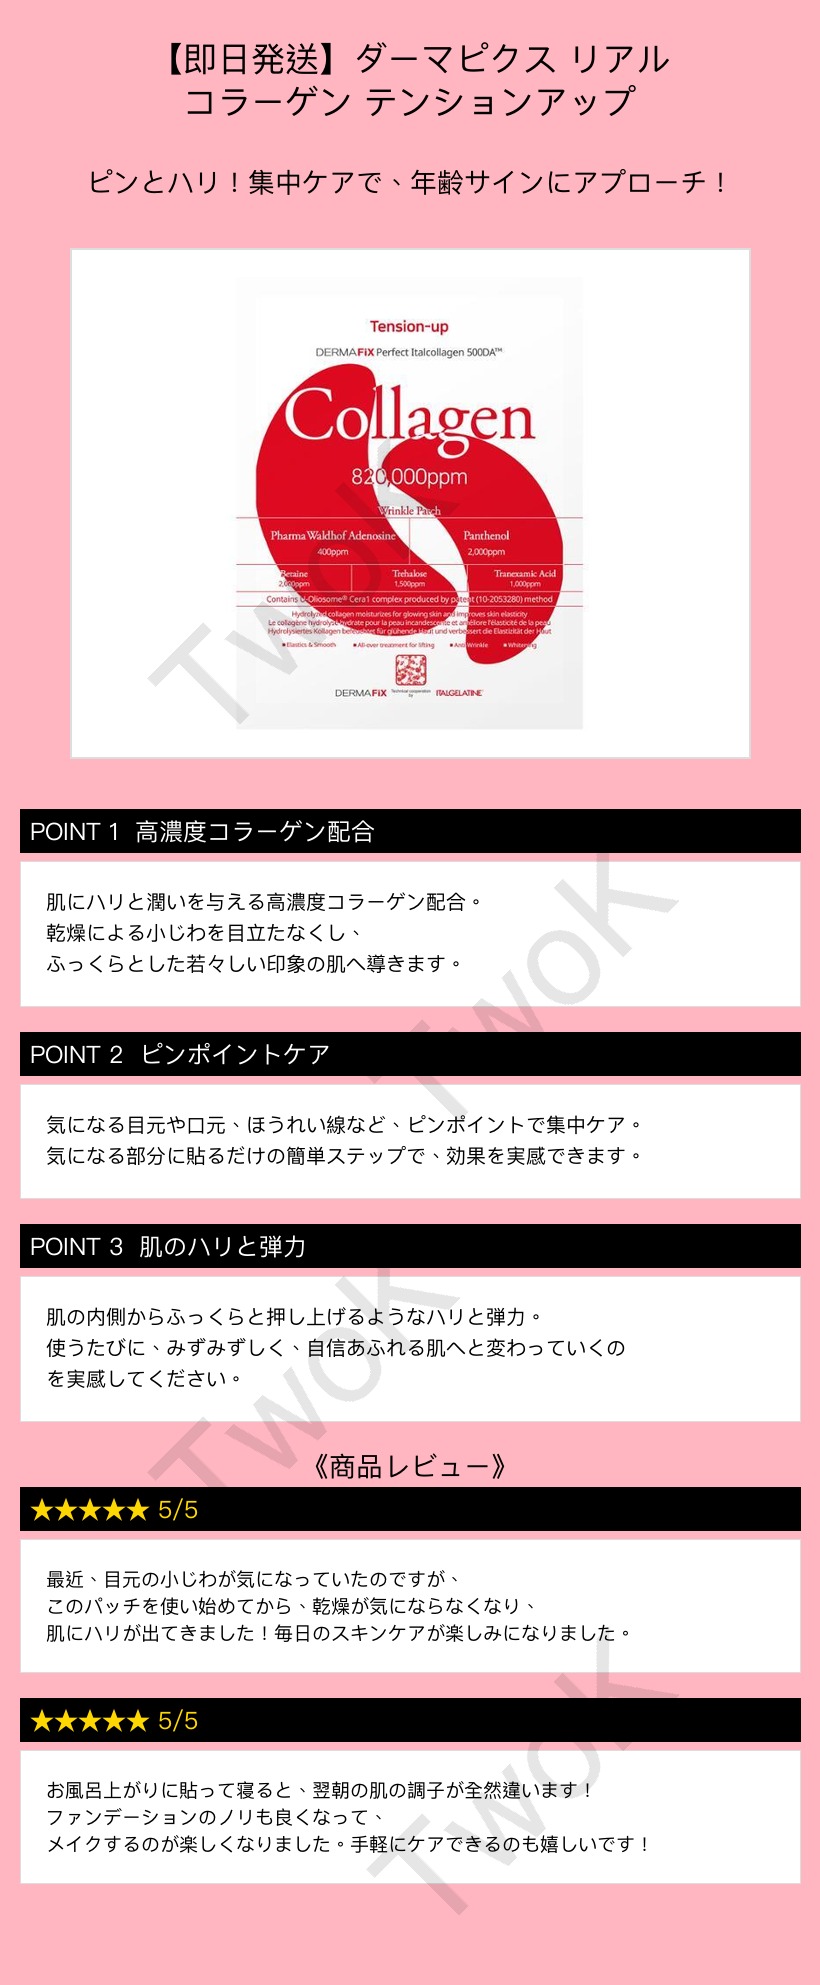 【即日発送】ダーマピクス リアル
コラーゲン テンションアップ
ピンとハリ！集中ケアで、年齢サインにアプローチ！
Tension-up
DERMAFiX Perfect Italcollagen 500DA™
Collagen
820,000ppm
Wrinkle Patch
Pharma Waldhof Adenosine Panthenol
400ppm 2,000ppm
Betaine Trehalose Tranexamic Acid
2,000ppm 1,500ppm 1,000ppm
Contains Oliosome® Cera1 complex produced by patent (10-2053280) method
Hydrolyzed collagen moisturizes for glowing skin and improves skin elasticity
Le collagène hydrolysé hydrate pour la peau incandescente et améliore l'élasticité de la peau
Hydrolysiertes Kollagen befeuchtet für glühende Haut und verbessert die Elastizität der Haut
Elastics & Smooth All-over treatment for lifting Anti Wrinkle Whitening
DERMAFiX Technical cooperation by ITALGELATINE
TwoK
POINT 1 高濃度コラーゲン配合
肌にハリと潤いを与える高濃度コラーゲン配合。
乾燥による小じわを目立たなくし、
ふっくらとした若々しい印象の肌へ導きます。
TwoK
POINT 2 ピンポイントケア
気になる目元や口元、ほうれい線など、ピンポイントで集中ケア。
気になる部分に貼るだけの簡単ステップで、効果を実感できます。
POINT 3 肌のハリと弾力
肌の内側からふっくらと押し上げるようなハリと弾力。
使うたびに、みずみずしく、自信あふれる肌へと変わっていくの
を実感してください。
TwoK
《商品レビュー》
★★★★★ 5/5
最近、目元の小じわが気になっていたのですが、
このパッチを使い始めてから、乾燥が気にならなくなり、
肌にハリが出てきました！毎日のスキンケアが楽しみになりました。
★★★★★ 5/5
お風呂上がりに貼って寝ると、翌朝の肌の調子が全然違います！
ファンデーションのノリも良くなって、
メイクするのが楽しくなりました。手軽にケアできるのも嬉しいです！
TwoK